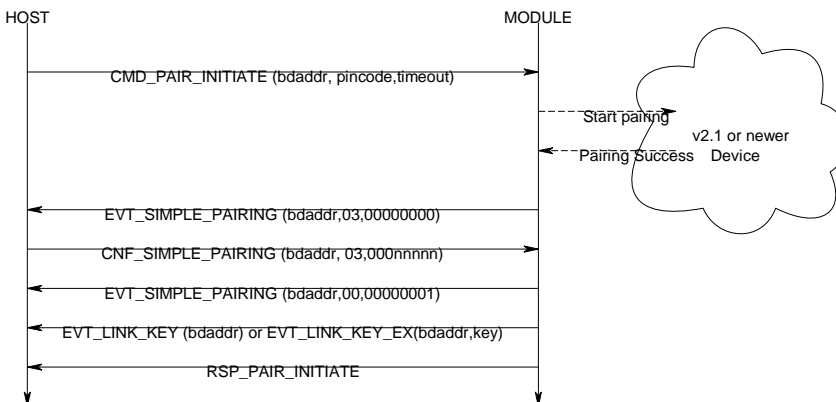 HOST
MODULE
CMD_PAIR_INITIATE (bdaddr, pincode,timeout)
Start pairing
v2.1 or newer
Device
Pairing Success
EVT_SIMPLE_PAIRING (bdaddr,03,00000000)
CNF_SIMPLE_PAIRING (bdaddr, 03,000nnnnn)
EVT_SIMPLE_PAIRING (bdaddr,00,00000001)
EVT_LINK_KEY (bdaddr) or EVT_LINK_KEY_EX(bdaddr,key)
RSP_PAIR_INITIATE